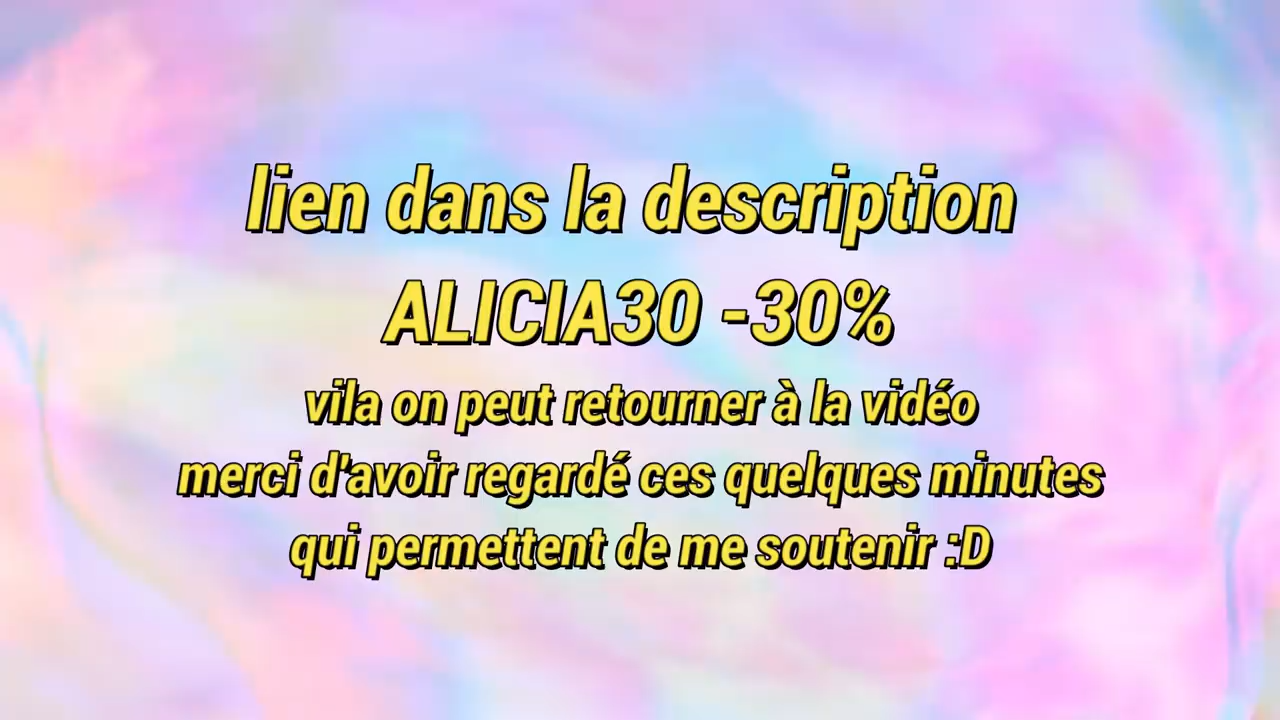 lien dans la description
ALICIA30 -30%
vila on peut retourner à la vidéo
merci d'avoir regardé ces quelques minutes
qui permettent de me soutenir :D